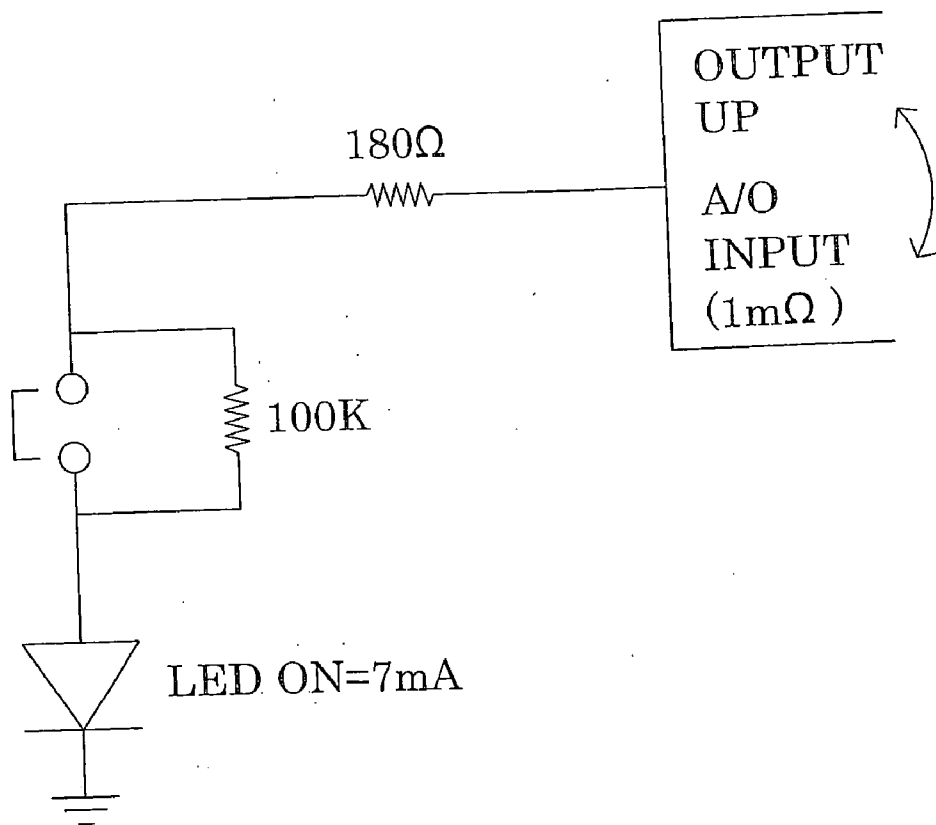 OUTPUT
UP
180Ω
A/O
INPUT
(1mΩ )
100K
LED ON=7mA